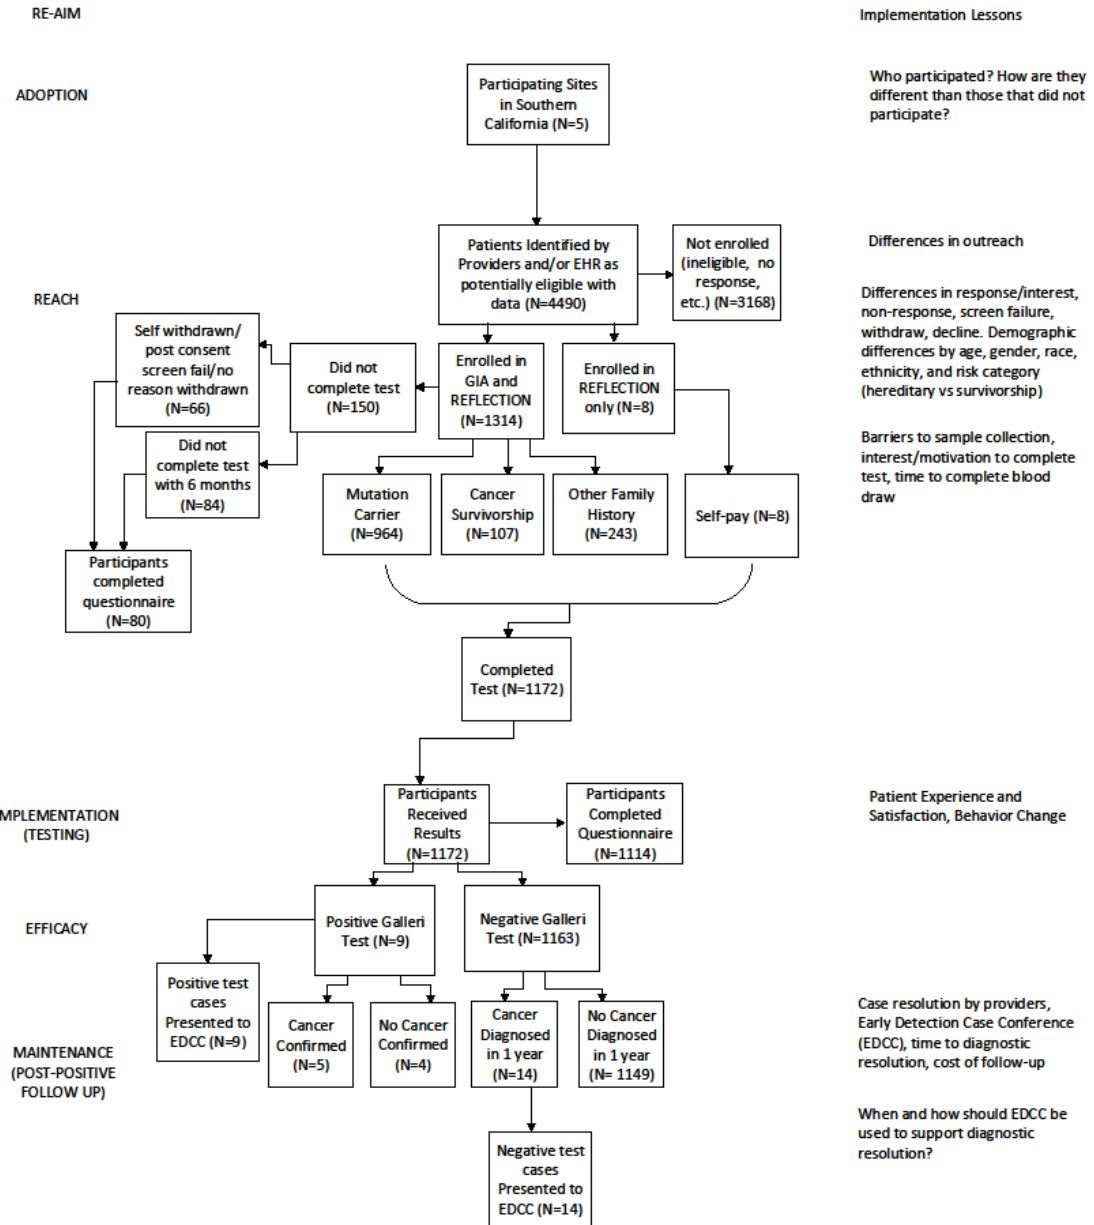 RE-AIM
Implementation Lessons
ADOPTION
Participating Sites
in Southern
California (N=5)
Who participated? How are they
different than those that did not
participate?
REACH
Patients Identified by
Providers and/or EHR as
potentially eligible with
data (N=4490)
Not enrolled
(ineligible, no
response,
etc.) (N=3168)
Differences in outreach
Differences in response/interest,
non-response, screen failure,
withdraw, decline. Demographic
differences by age, gender, race,
ethnicity, and risk category
(hereditary vs survivorship)
Self withdrawn/
post consent
screen fail/no
reason withdrawn
(N=66)
Did not
complete test
(N=150)
Enrolled in
GIA and
REFLECTION
(N=1314)
Enrolled in
REFLECTION
only (N=8)
Did not
complete test
with 6 months
(N=84)
Barriers to sample collection,
interest/motivation to complete
test, time to complete blood
draw
Mutation
Carrier
(N=964)
Cancer
Survivorship
(N=107)
Other Family
History
(N=243)
Self-pay (N=8)
Participants
completed
questionnaire
(N=80)
Completed
Test (N=1172)
MPLEMENTATION
(TESTING)
Participants
Received
Results
(N=1172)
Participants
Completed
Questionnaire
(N=1114)
Patient Experience and
Satisfaction, Behavior Change
EFFICACY
Positive Galleri
Test (N=9)
Negative Galleri
Test (N=1163)
Positive test
cases
Presented to
EDCC (N=9)
MAINTENANCE
(POST-POSITIVE
FOLLOW UP)
Cancer
Confirmed
(N=5)
No Cancer
Confirmed
(N=4)
Cancer
Diagnosed
in 1 year
(N=14)
No Cancer
Diagnosed
in 1 year
(N= 1149)
Case resolution by providers,
Early Detection Case Conference
(EDCC), time to diagnostic
resolution, cost of follow-up
When and how should EDCC be
used to support diagnostic
resolution?
Negative test
cases
Presented to
EDCC (N=14)